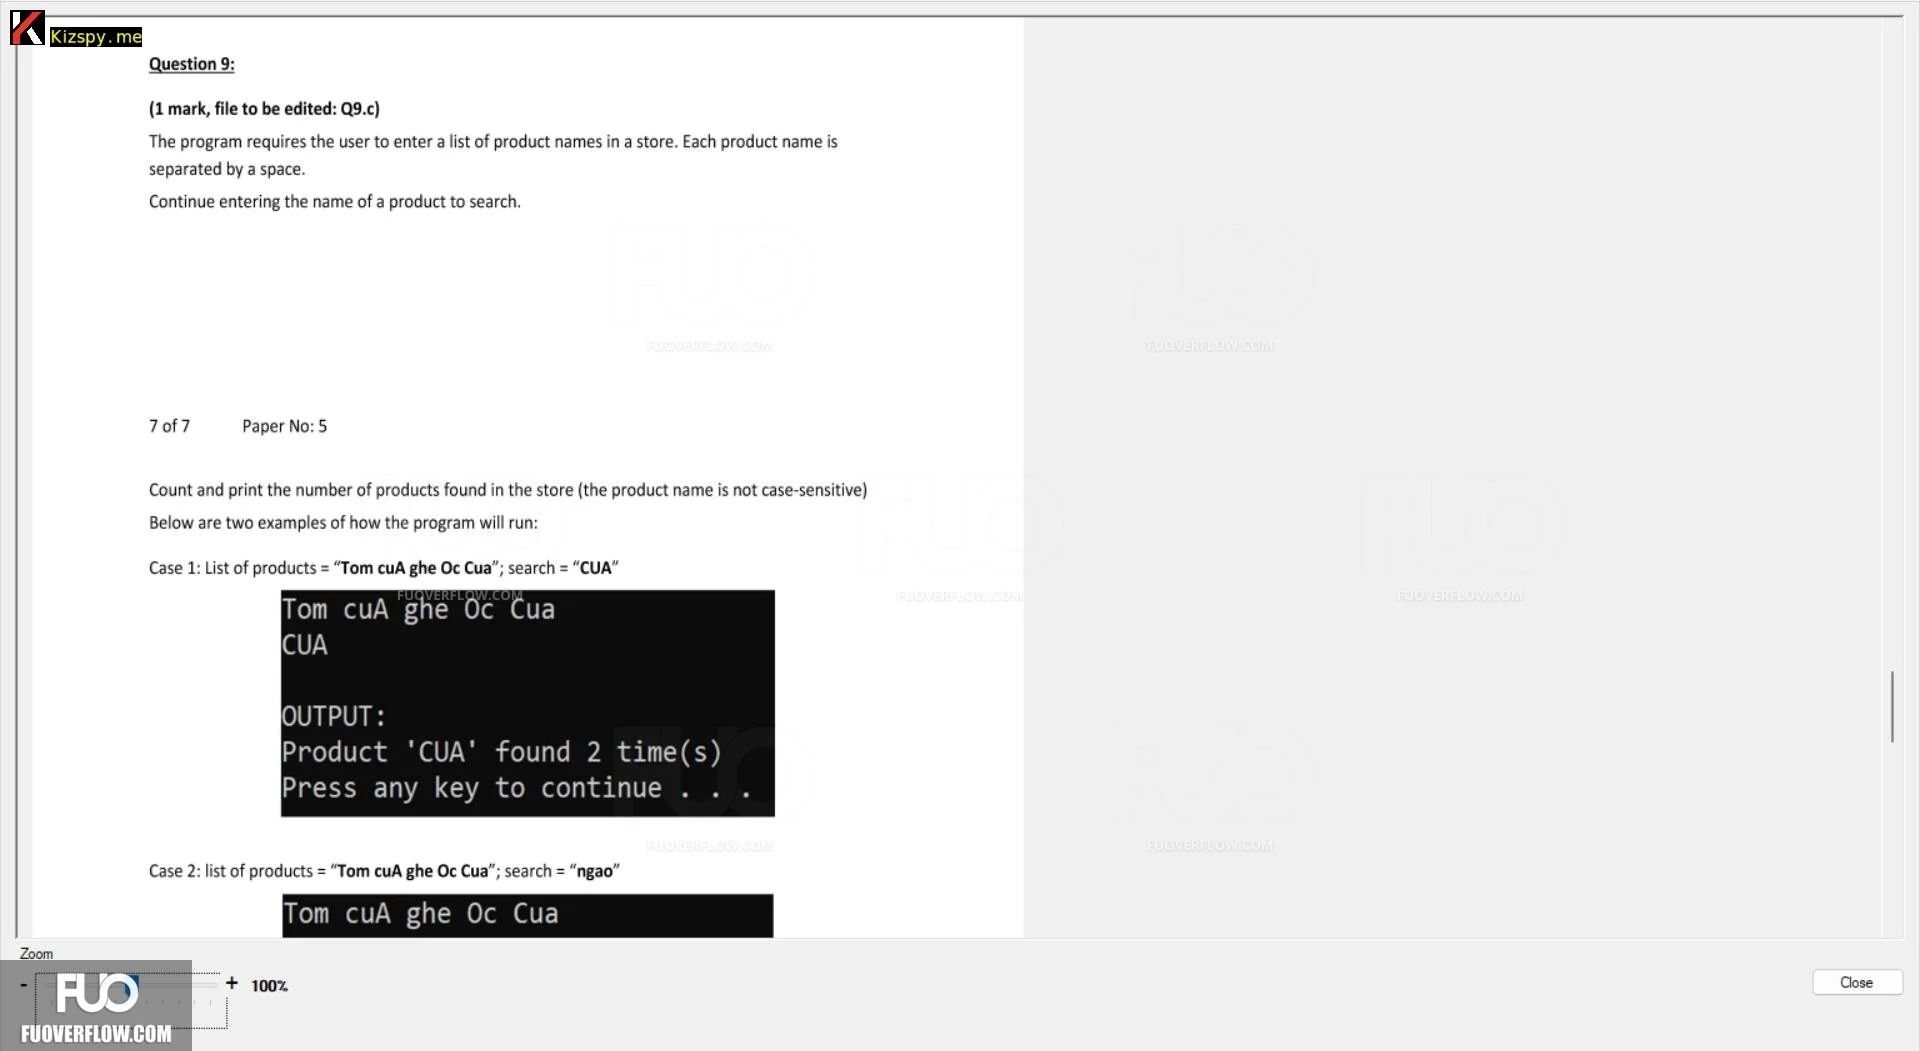 Kizspy.me
Question 9:
(1 mark, file to be edited: Q9.c)
The program requires the user to enter a list of product names in a store. Each product name is
separated by a space.
Continue entering the name of a product to search.
FUOVERFLOW.COM
FUOVERFLOW.COM
7 of 7 Paper No: 5
Count and print the number of products found in the store (the product name is not case-sensitive)
Below are two examples of how the program will run:
Case 1: List of products = “Tom cuA ghe Oc Cua”; search = “CUA”
FUOVERFLOW.COM
FUOVERFLOW.COM
FUOVERFLOW.COM
Tom cuA ghe Oc Cua
CUA
OUTPUT:
Product 'CUA' found 2 time(s)
Press any key to continue . . .
FUOVERFLOW.COM
FUOVERFLOW.COM
Case 2: list of products = “Tom cuA ghe Oc Cua”; search = “ngao”
Tom cuA ghe Oc Cua
Zoom
- + 100%
Close
FUO
FUOVERFLOW.COM